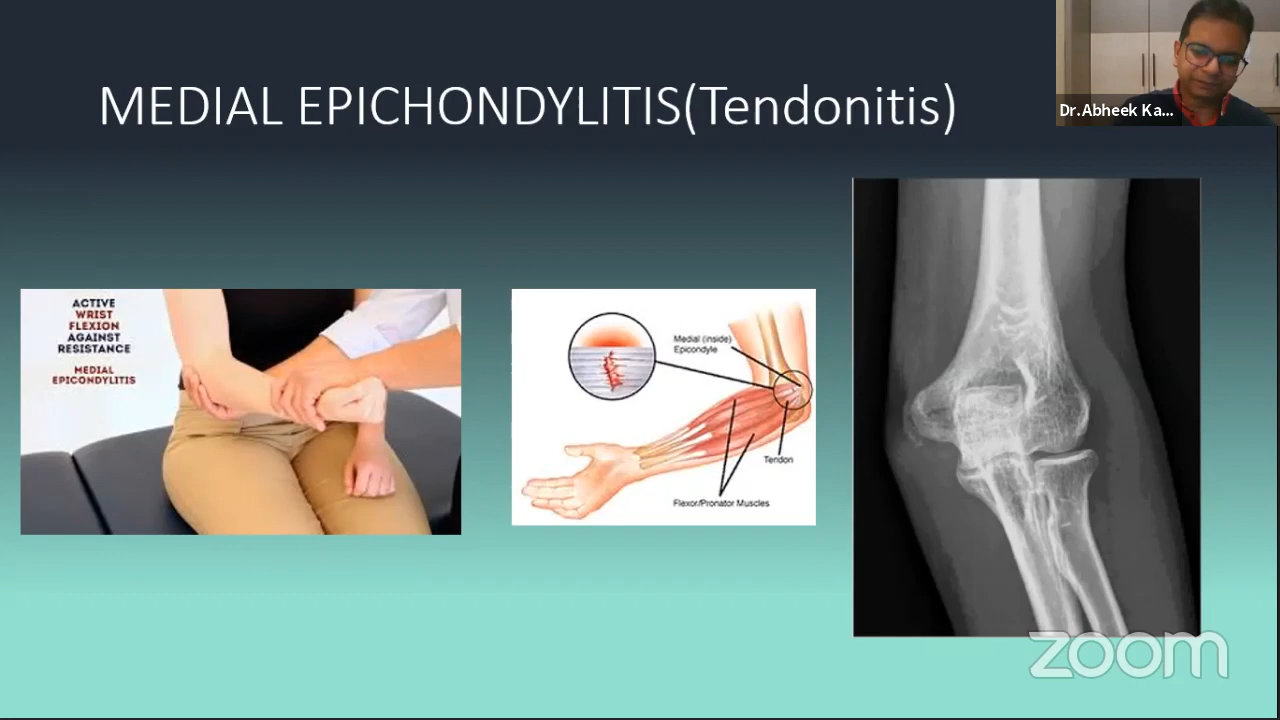 MEDIAL EPICHONDYLITIS(Tendonitis)
Dr.Abheek Ka...
ACTIVE
WRIST
FLEXION
AGAINST
RESISTANCE
MEDIAL
EPICONDYLITIS
Medial (inside)
Epicondyle
Tendon
Flexor/Pronator Muscles
zoom